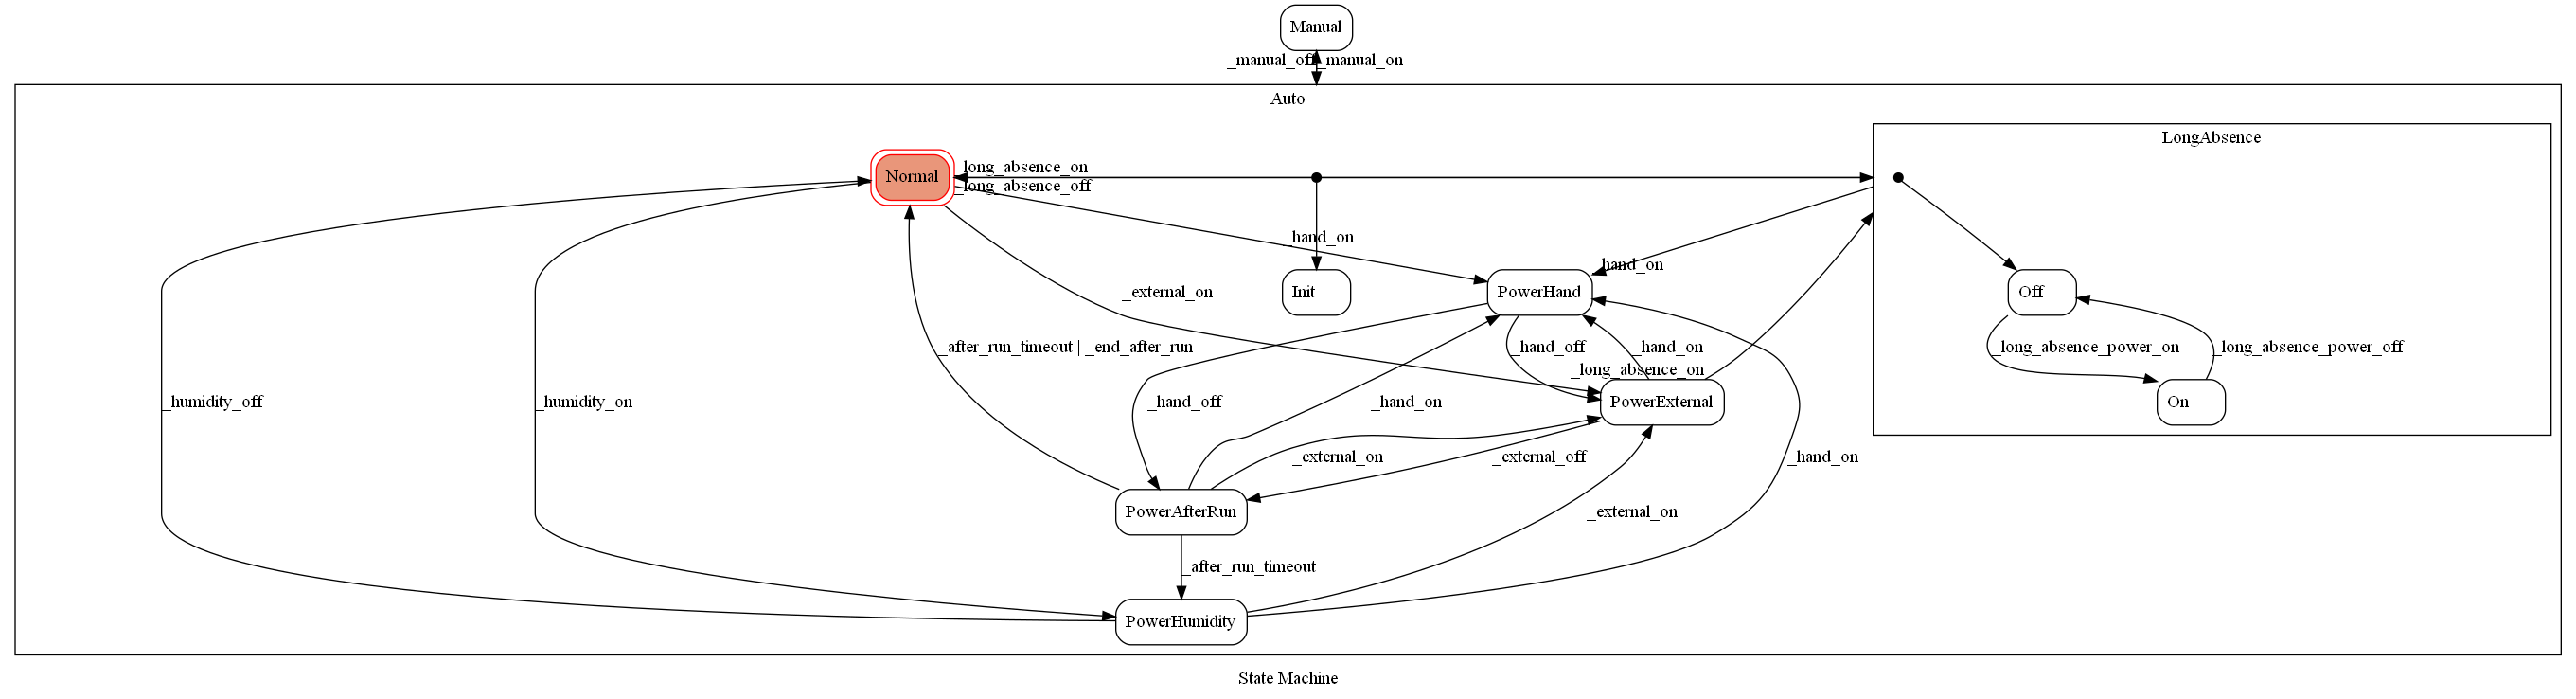 Manual
_manual_off
_manual_on
Auto
LongAbsence
Normal
_long_absence_on
_long_absence_off
_hand_on
_hand_on
_external_on
Init
PowerHand
Off
_after_run_timeout | _end_after_run
_hand_off
_hand_on
_long_absence_power_on
_long_absence_power_off
_long_absence_on
_humidity_off
_humidity_on
_hand_off
_hand_on
PowerExternal
On
_external_on
_external_off
_hand_on
PowerAfterRun
_external_on
_after_run_timeout
PowerHumidity
State Machine